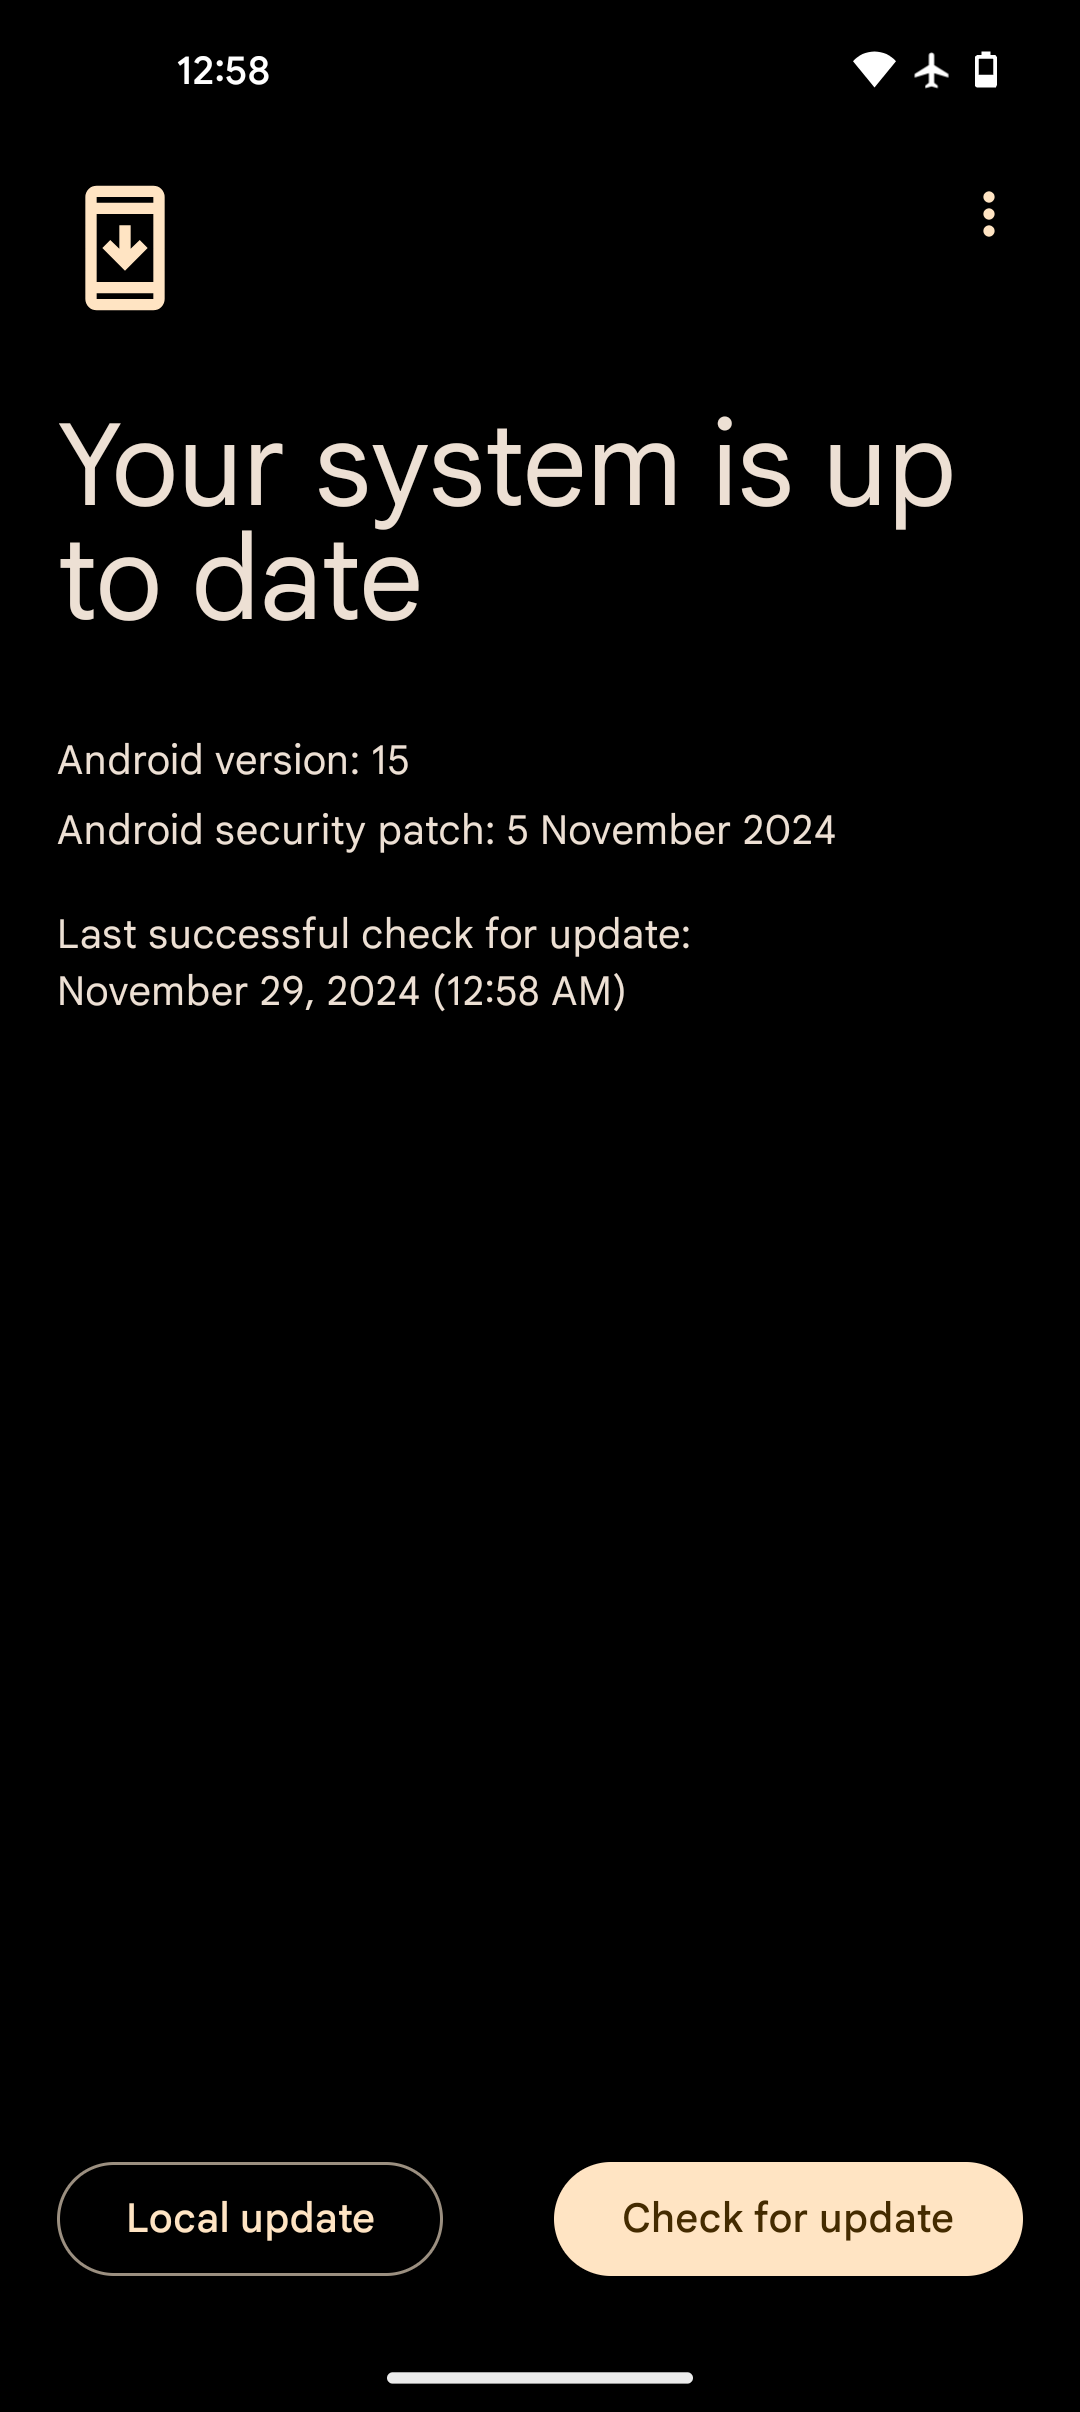 12:58
Your system is up
to date
Android version: 15
Android security patch: 5 November 2024
Last successful check for update:
November 29, 2024 (12:58 AM)
Local update
Check for update